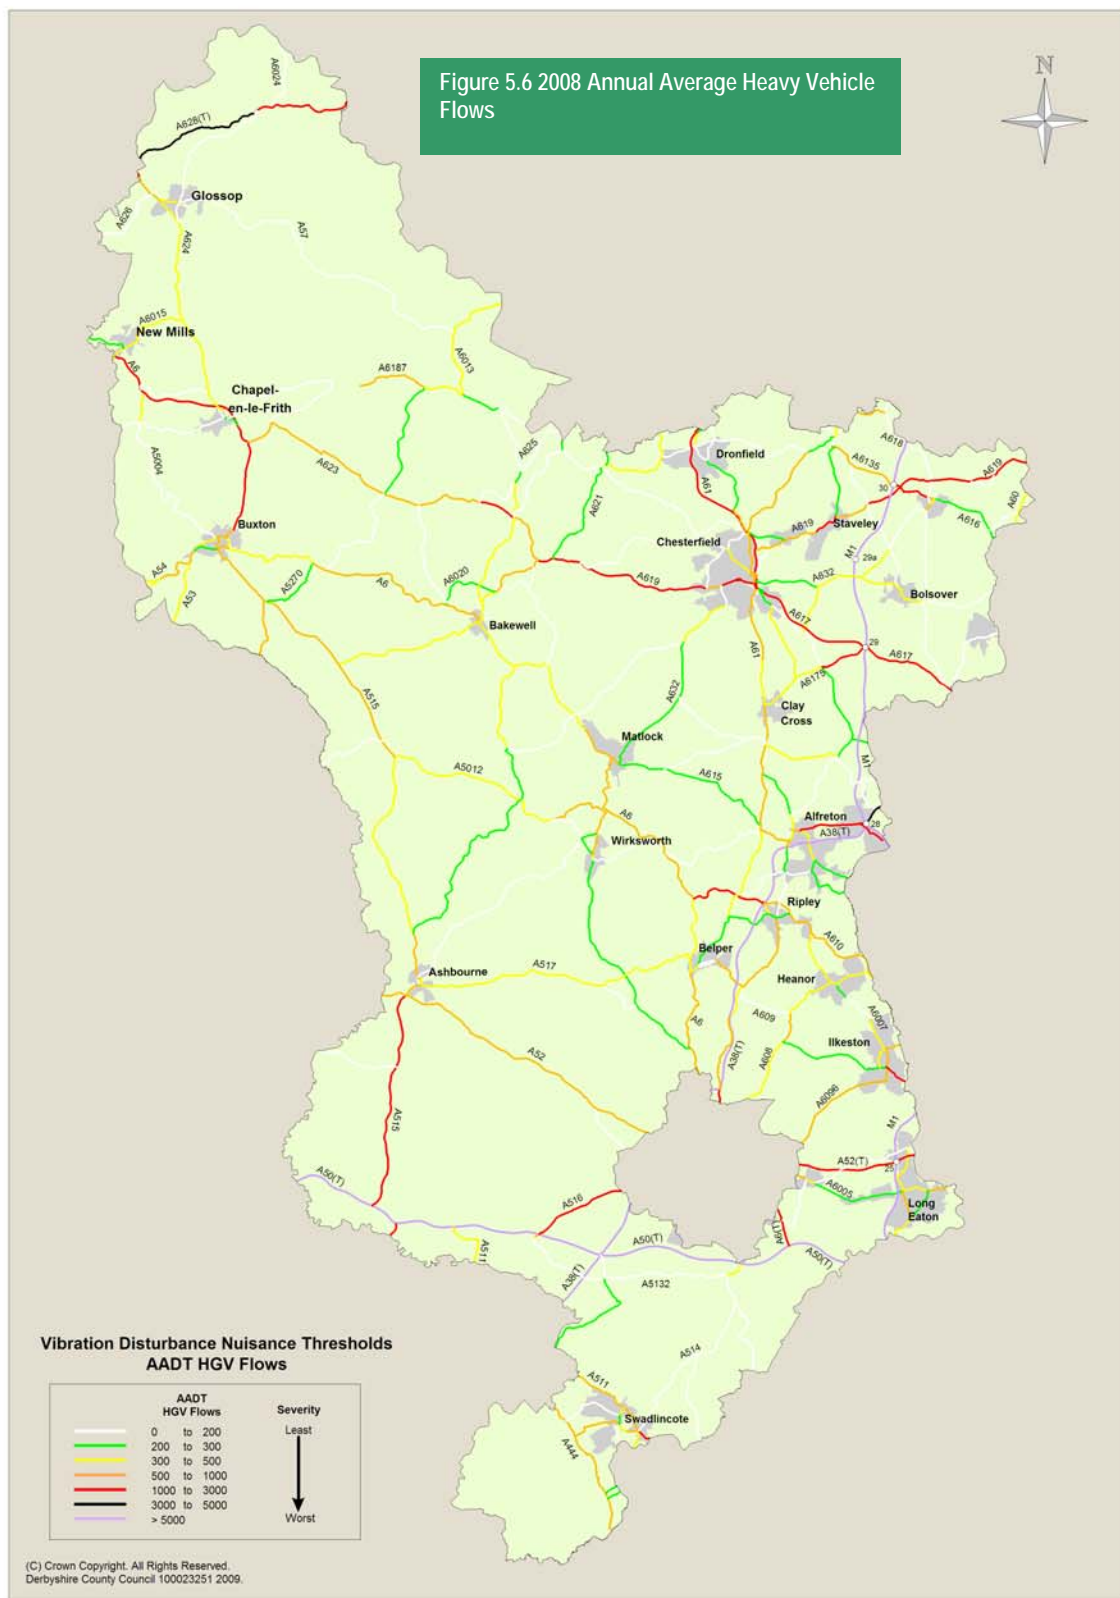 Figure 5.6 2008 Annual Average Heavy Vehicle
Flows
N
A6024
A628(T)
Glossop
A626
A57
A624
A6015
New Mills
A6
A6013
A6187
Chapel-
en-le-Frith
A5004
A623
A625
Dronfield
A618
A6135
A619
A61
A621
30
A60
A616
Buxton
Staveley
A619
Chesterfield
M1
29a
A54
A53
A5270
A6
A6020
A619
A632
Bolsover
Bakewell
A617
29
A617
A61
A515
A632
A6175
Clay
Cross
Matlock
M1
A5012
A615
A6
Alfreton
28
A38(T)
Wirksworth
Ripley
A610
Belper
Ashbourne
A517
Heanor
A609
A6007
A6
Ilkeston
A52
A38(T)
A608
A6096
A515
M1
A52(T)
25
A50(T)
A6005
A516
Long
Eaton
A6(T)
A50(T)
A511
A50(T)
A38(T)
A5132
A514
A511
Swadlincote
A444
Vibration Disturbance Nuisance Thresholds
AADT HGV Flows
AADT
HGV Flows Severity
0 to 200 Least
200 to 300
300 to 500
500 to 1000
1000 to 3000
3000 to 5000
> 5000 Worst
(C) Crown Copyright. All Rights Reserved.
Derbyshire County Council 100023251 2009.